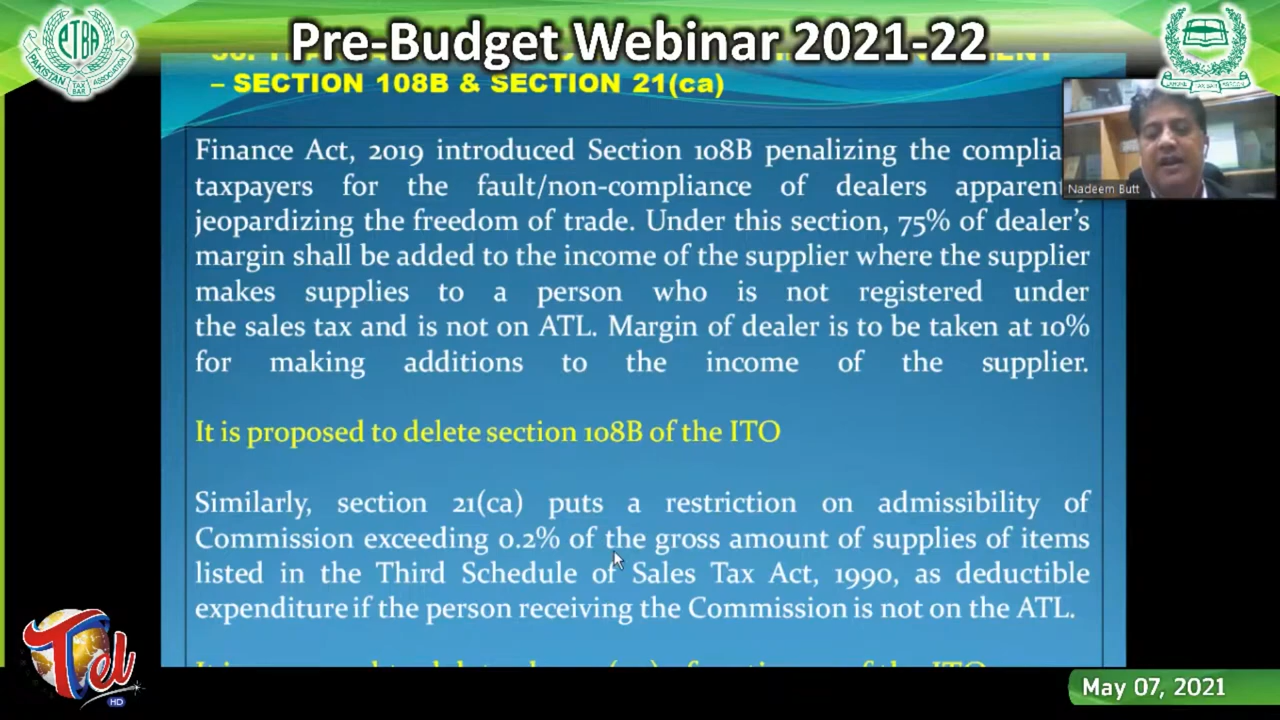 Pre-Budget Webinar 2021-22
– SECTION 108B & SECTION 21(ca)
Finance Act, 2019 introduced Section 108B penalizing the
taxpayers for the fault/non-compliance of dealers
jeopardizing the freedom of trade. Under this section, 75% of dealer's
margin shall be added to the income of the supplier where the supplier
makes supplies to a person who is not registered under
the sales tax and is not on ATL. Margin of dealer is to be taken at 10%
for making additions to the income of the supplier.
It is proposed to delete section 108B of the ITO
Similarly, section 21(ca) puts a restriction on admissibility of
Commission exceeding 0.2% of the gross amount of supplies of items
listed in the Third Schedule of Sales Tax Act, 1990, as deductible
expenditure if the person receiving the Commission is not on the ATL.
Nadeem Butt
PTBA
PAKISTAN TAX BAR ASSOCIATION
Tel
HD
May 07, 2021